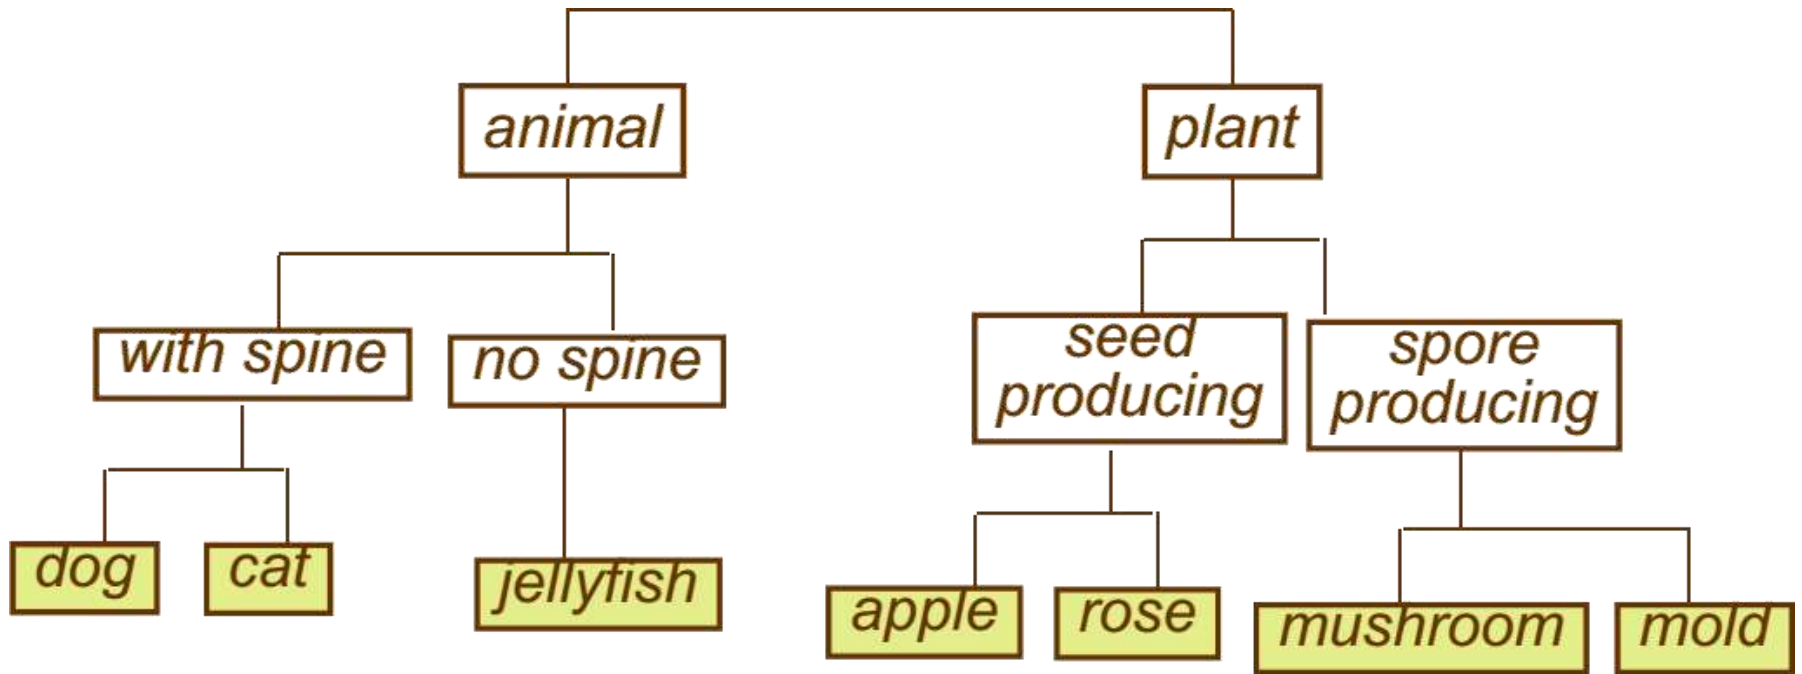 animal
plant
with spine
no spine
seed
producing
spore
producing
dog
cat
jellyfish
apple
rose
mushroom
mold